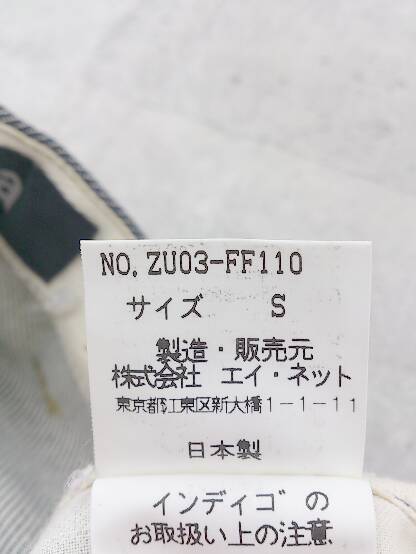 NO. ZU03-FF110
サイズ S
製造・販売元
株式会社 エイ・ネット
東京都江東区新大橋1-1-11
日本製
インディゴの
お取扱い上の注意